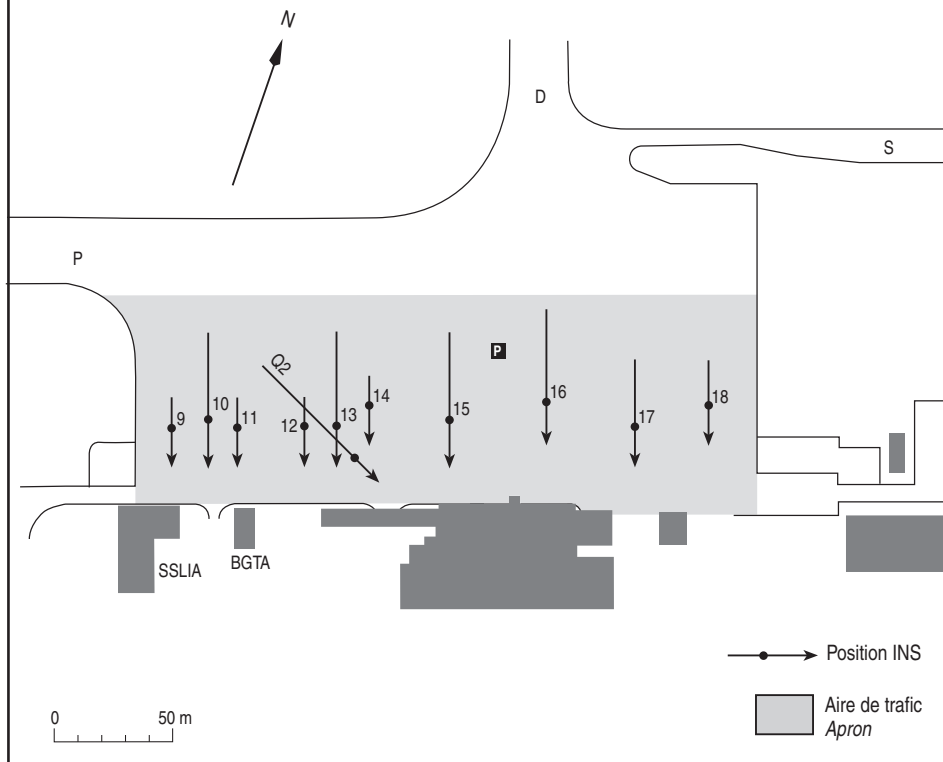 N
D
S
P
P
Q2
9
10
11
12
13
14
15
16
17
18
SSLIA
BGTA
Position INS
0 50 m
Aire de trafic
Apron